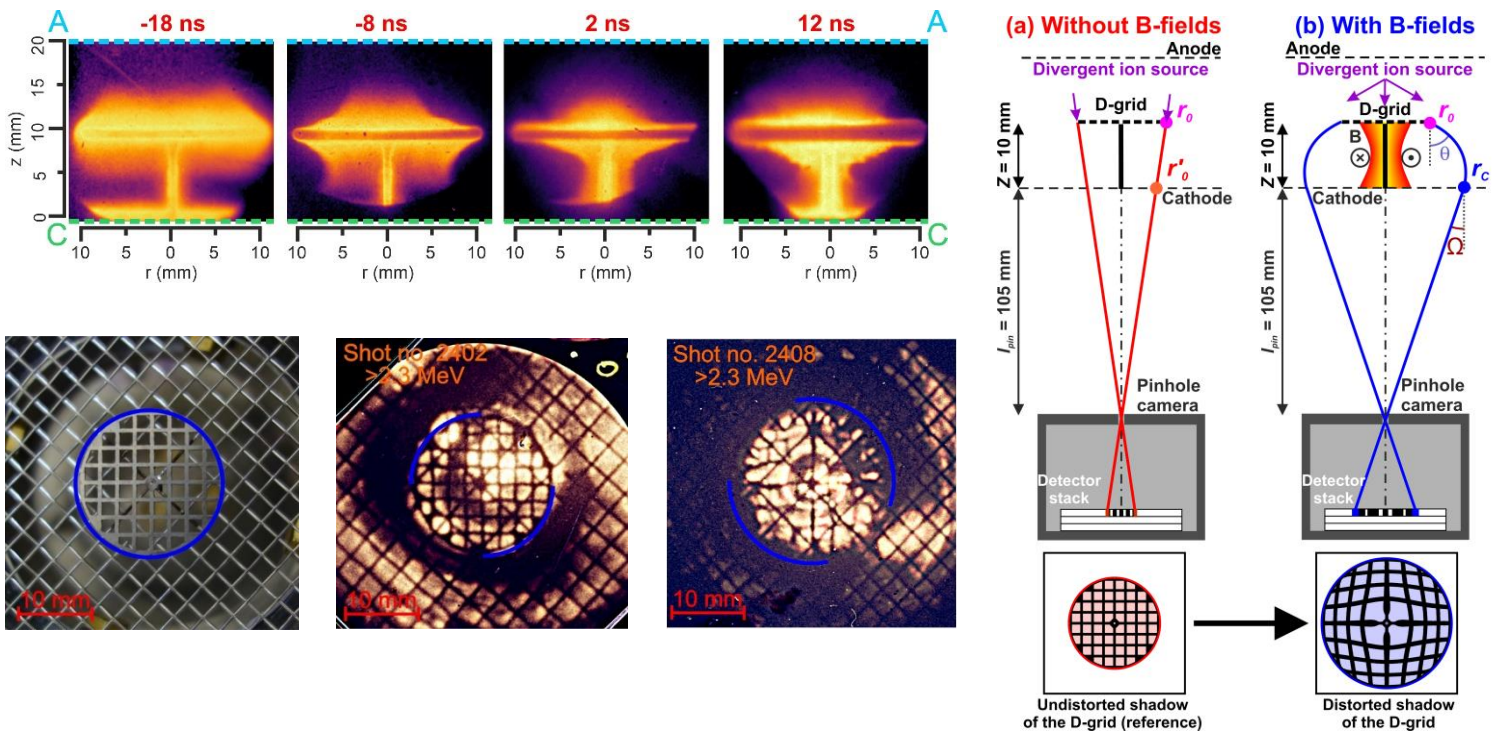 A -18 ns -8 ns 2 ns 12 ns A
20
15
10
5
0
z (mm)
C C
10 5 0 5 10 10 5 0 5 10 10 5 0 5 10 10 5 0 5 10
r (mm) r (mm) r (mm) r (mm)
10 mm
Shot no. 2402
>2.3 MeV
10 mm
Shot no. 2408
>2.3 MeV
10 mm
(a) Without B-fields
Anode
Divergent ion source
D-grid
r₀
Z = 10 mm
r'₀
Cathode
l_pin = 105 mm
Pinhole
camera
Detector
stack
Undistorted shadow
of the D-grid (reference)
(b) With B-fields
Anode
Divergent ion source
D-grid
r₀
B
θ
Z = 10 mm
r_C
Cathode
Ω
l_pin = 105 mm
Pinhole
camera
Detector
stack
Distorted shadow
of the D-grid